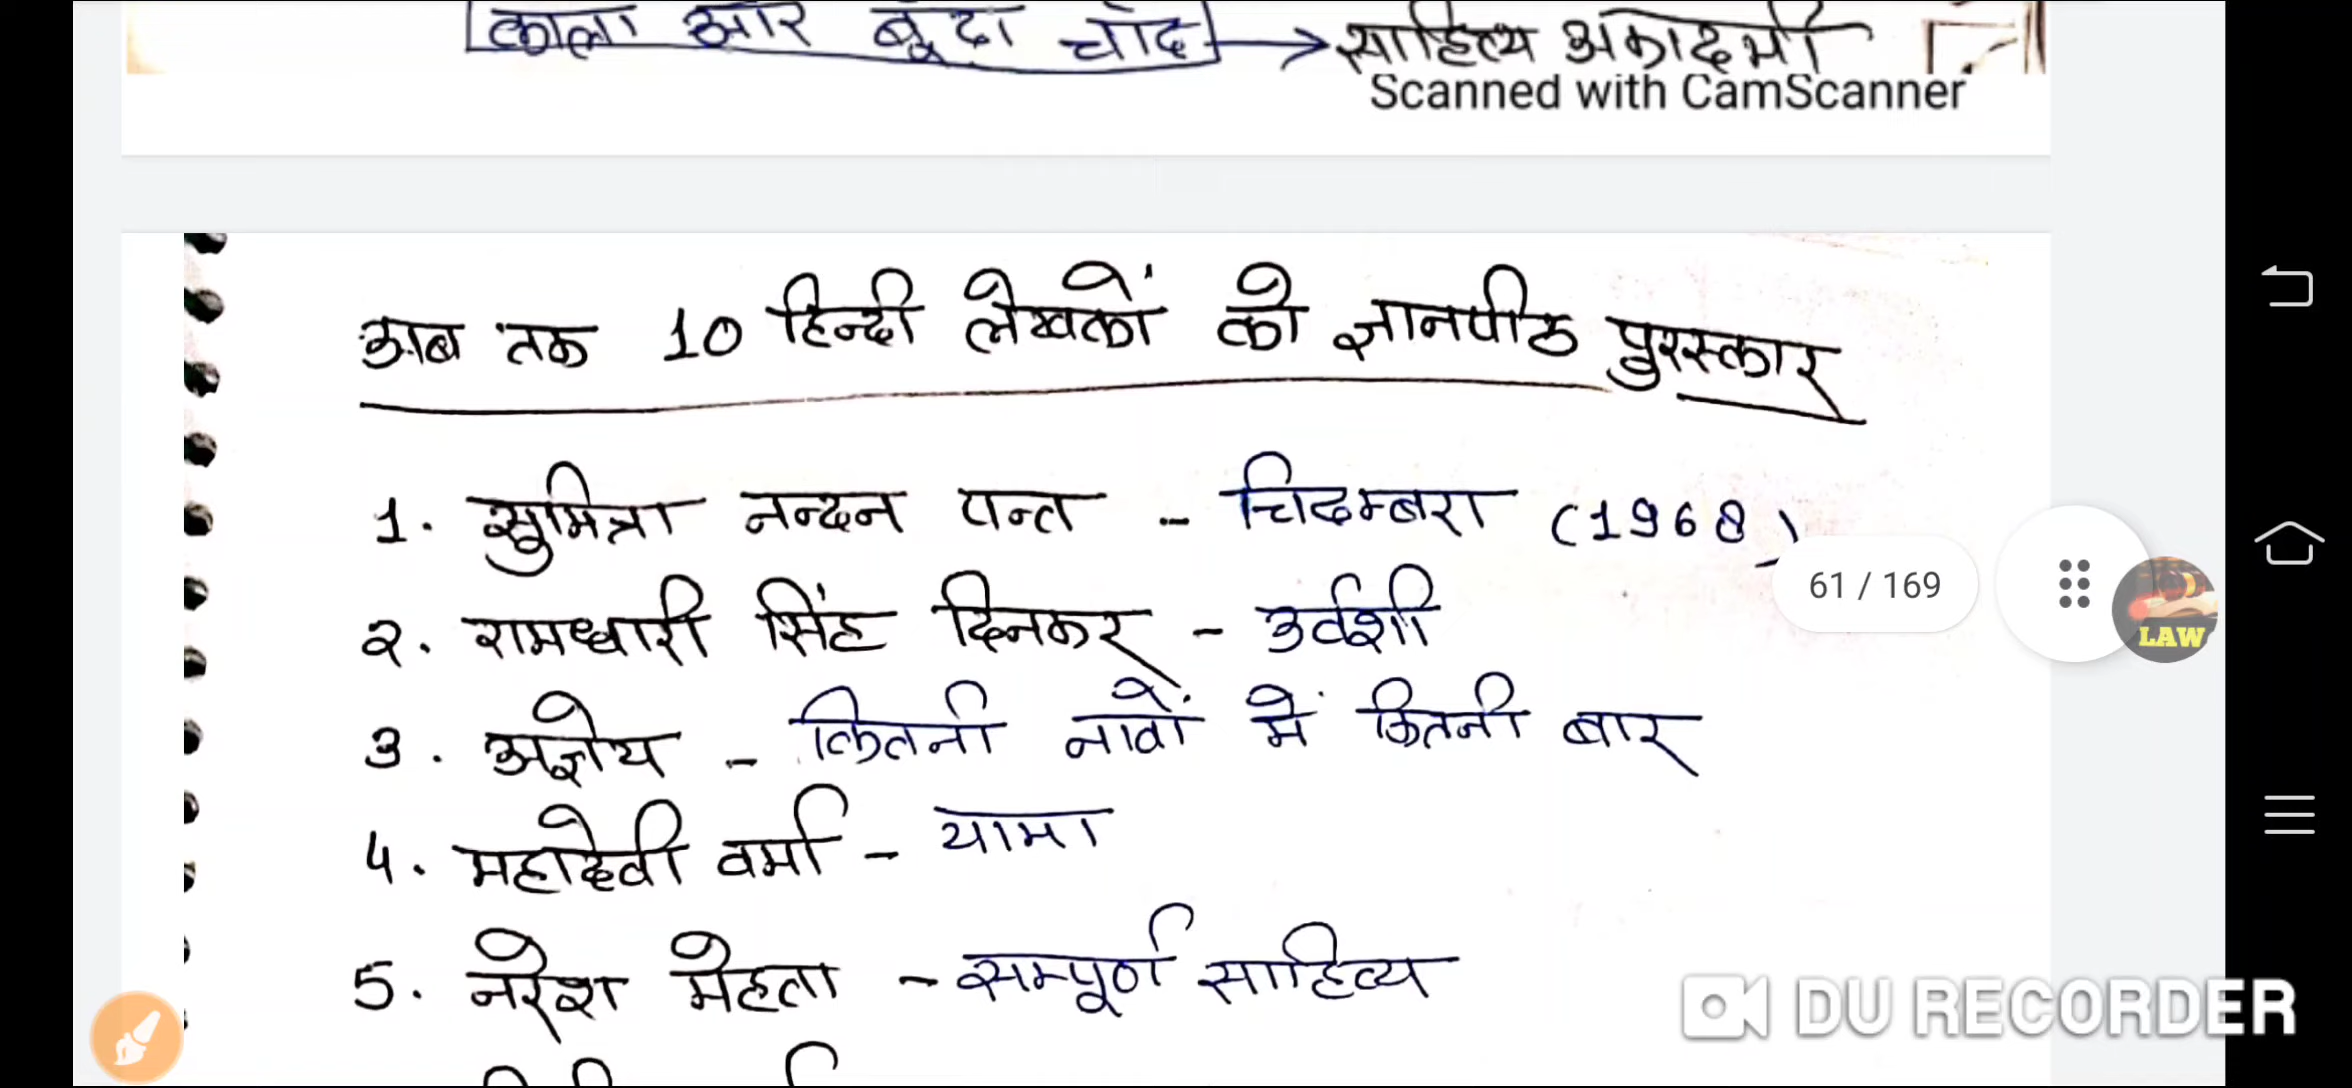 काला और बूढ़ा चाँद → साहित्य अकादमी
Scanned with CamScanner
अब तक 10 हिन्दी लेखकों को ज्ञानपीठ पुरस्कार
1. सुमित्रा नन्दन पन्त - चिदम्बरा (1968)
२. रामधारी सिंह दिनकर - उर्वशी
3. अज्ञेय - कितनी नावों में कितनी बार
4. महादेवी वर्मा - यामा
5. नरेश मेहता - सम्पूर्ण साहित्य
61 / 169
LAW
DU RECORDER